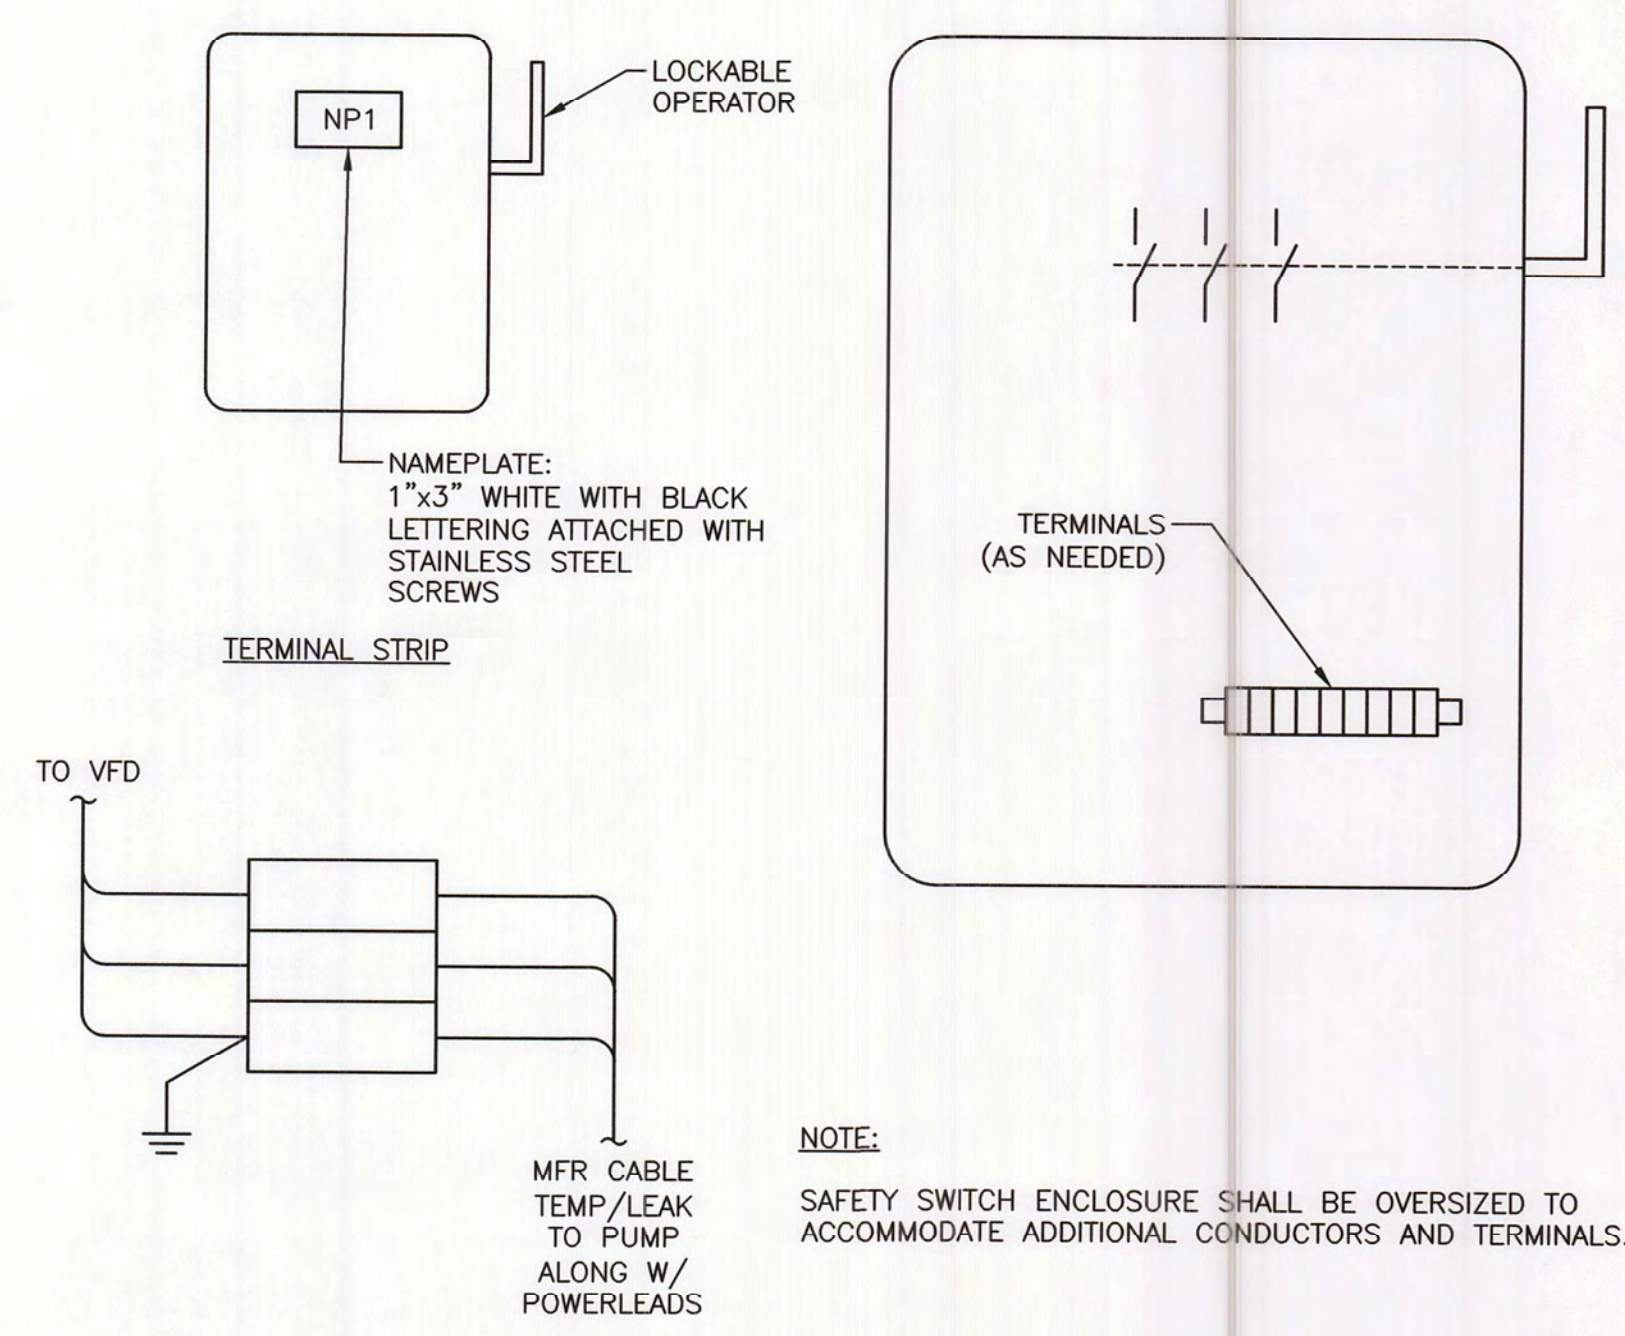 NP1
LOCKABLE
OPERATOR
NAMEPLATE:
1”x3” WHITE WITH BLACK
LETTERING ATTACHED WITH
STAINLESS STEEL
SCREWS
TERMINAL STRIP
TO VFD
MFR CABLE
TEMP/LEAK
TO PUMP
ALONG W/
POWERLEADS
TERMINALS
(AS NEEDED)
NOTE:
SAFETY SWITCH ENCLOSURE SHALL BE OVERSIZED TO
ACCOMMODATE ADDITIONAL CONDUCTORS AND TERMINALS.